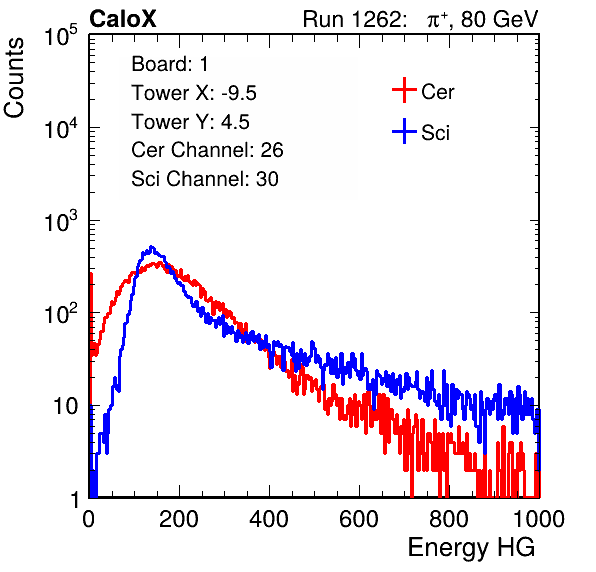 CaloX Run 1262: π⁺, 80 GeV
Counts
10⁵
10⁴
10³
10²
10
1
Board: 1
Tower X: -9.5
Tower Y: 4.5
Cer Channel: 26
Sci Channel: 30
Cer
Sci
0 200 400 600 800 1000
Energy HG